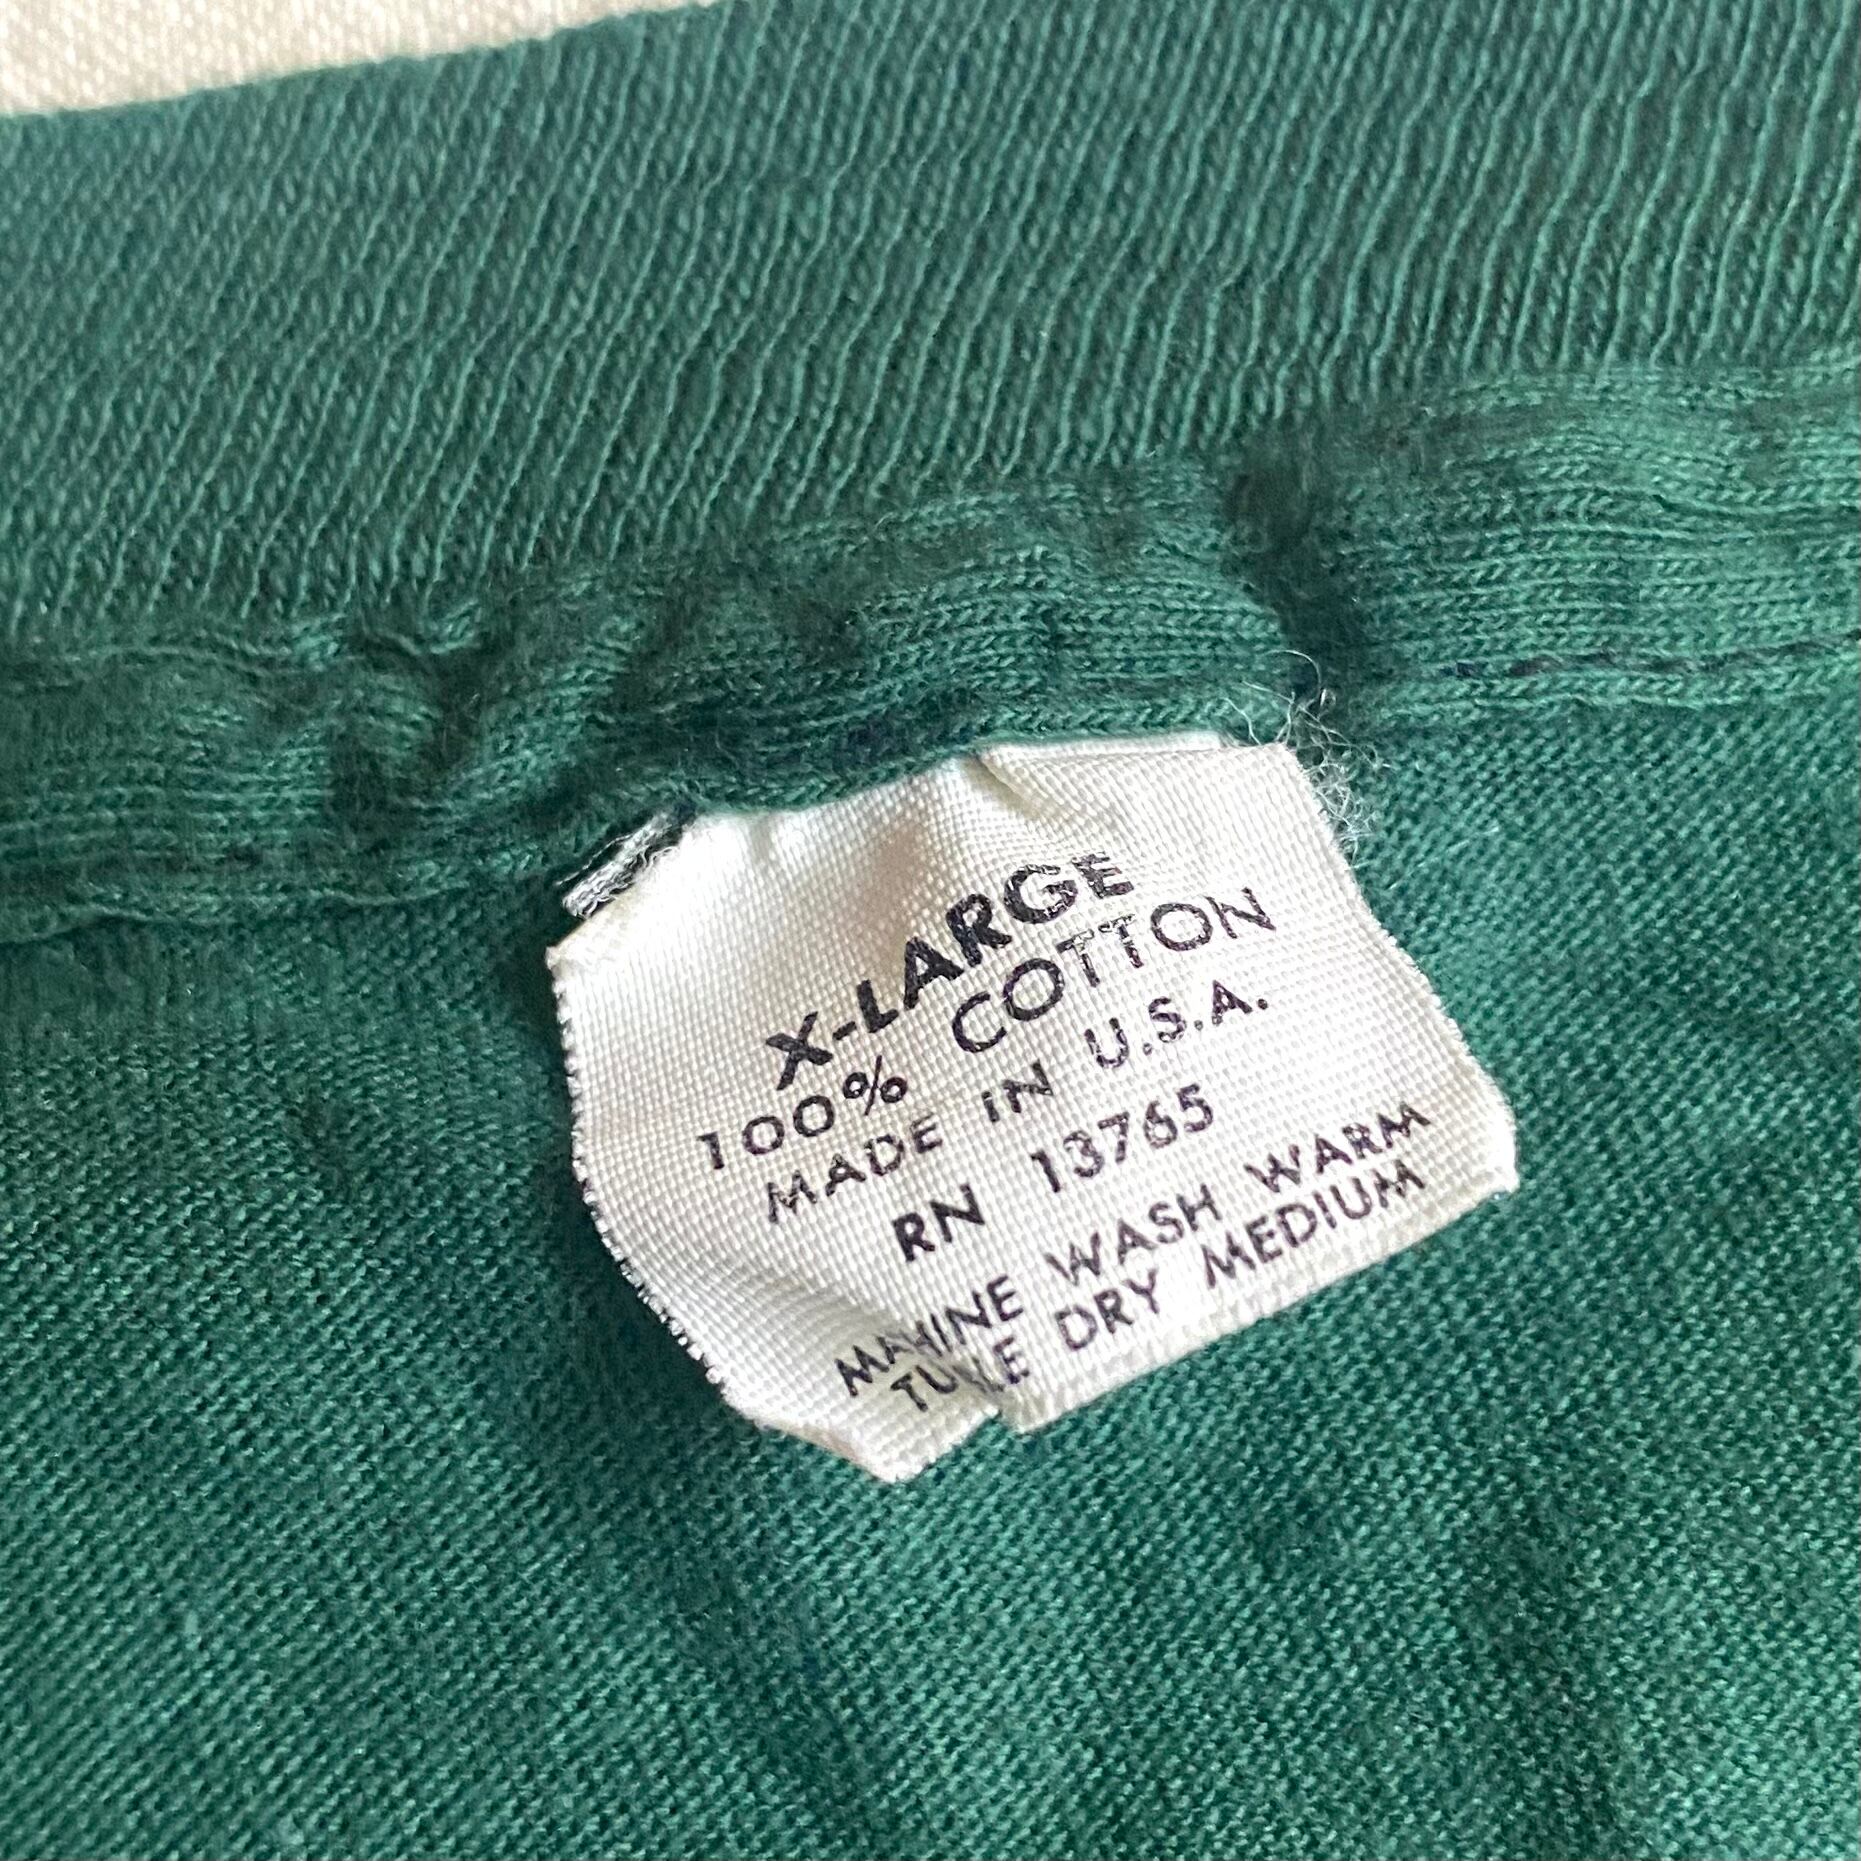 X-LARGE
100% COTTON
MADE IN U.S.A.
RN 13765
WASH WARM
DRY MEDIUM